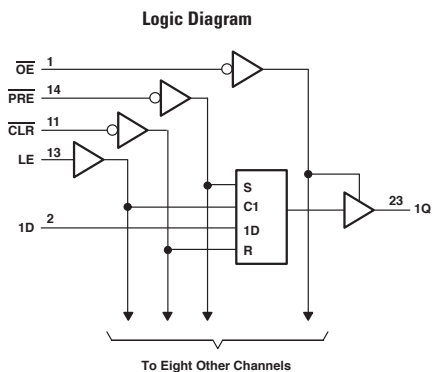 Logic Diagram
OE 1
PRE 14
CLR 11
LE 13
1D 2
S
C1
1D
R
23 1Q
To Eight Other Channels